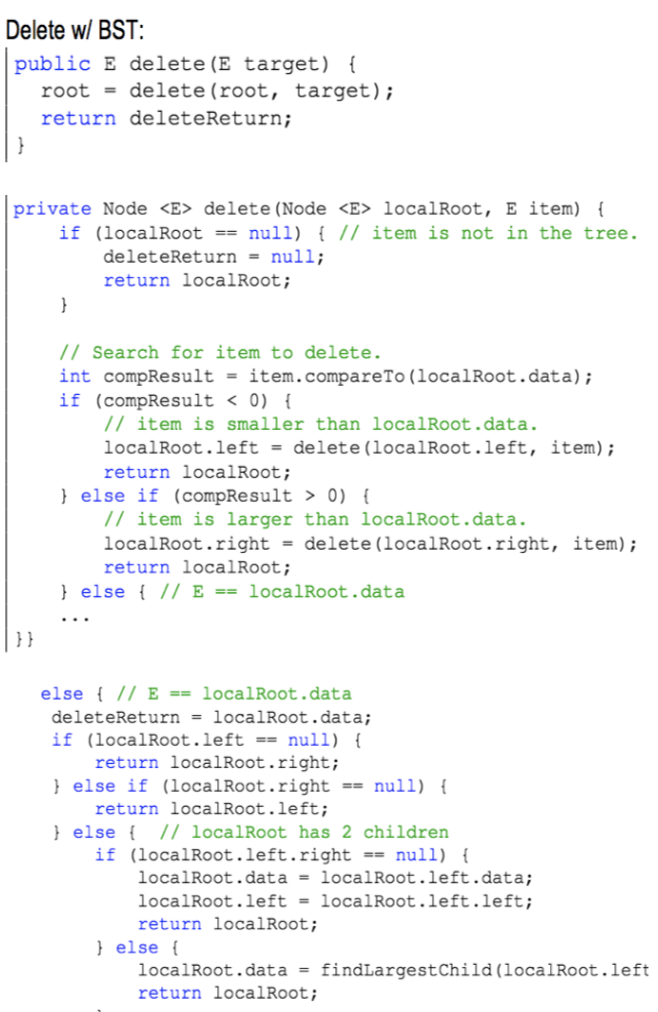 Delete w/ BST:
public E delete(E target) {
  root = delete(root, target);
  return deleteReturn;
}
private Node <E> delete(Node <E> localRoot, E item) {
    if (localRoot == null) { // item is not in the tree.
        deleteReturn = null;
        return localRoot;
    }
    // Search for item to delete.
    int compResult = item.compareTo(localRoot.data);
    if (compResult < 0) {
        // item is smaller than localRoot.data.
        localRoot.left = delete(localRoot.left, item);
        return localRoot;
    } else if (compResult > 0) {
        // item is larger than localRoot.data.
        localRoot.right = delete(localRoot.right, item);
        return localRoot;
    } else { // E == localRoot.data
    ...
}}
else { // E == localRoot.data
 deleteReturn = localRoot.data;
 if (localRoot.left == null) {
     return localRoot.right;
 } else if (localRoot.right == null) {
     return localRoot.left;
 } else {  // localRoot has 2 children
     if (localRoot.left.right == null) {
         localRoot.data = localRoot.left.data;
         localRoot.left = localRoot.left.left;
         return localRoot;
     } else {
         localRoot.data = findLargestChild(localRoot.left
         return localRoot;